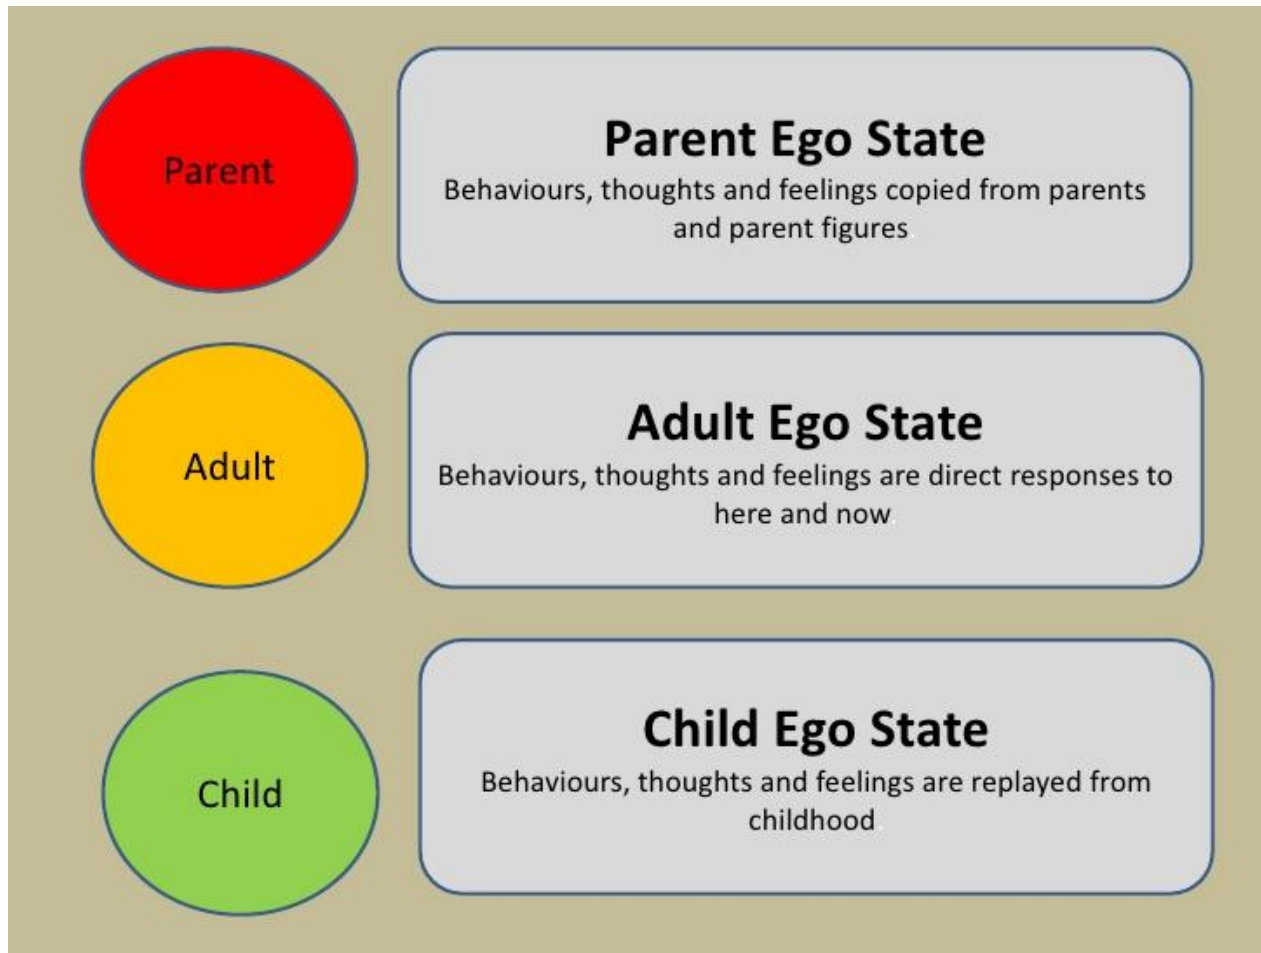 Parent
Parent Ego State
Behaviours, thoughts and feelings copied from parents
and parent figures.
Adult
Adult Ego State
Behaviours, thoughts and feelings are direct responses to
here and now.
Child
Child Ego State
Behaviours, thoughts and feelings are replayed from
childhood.